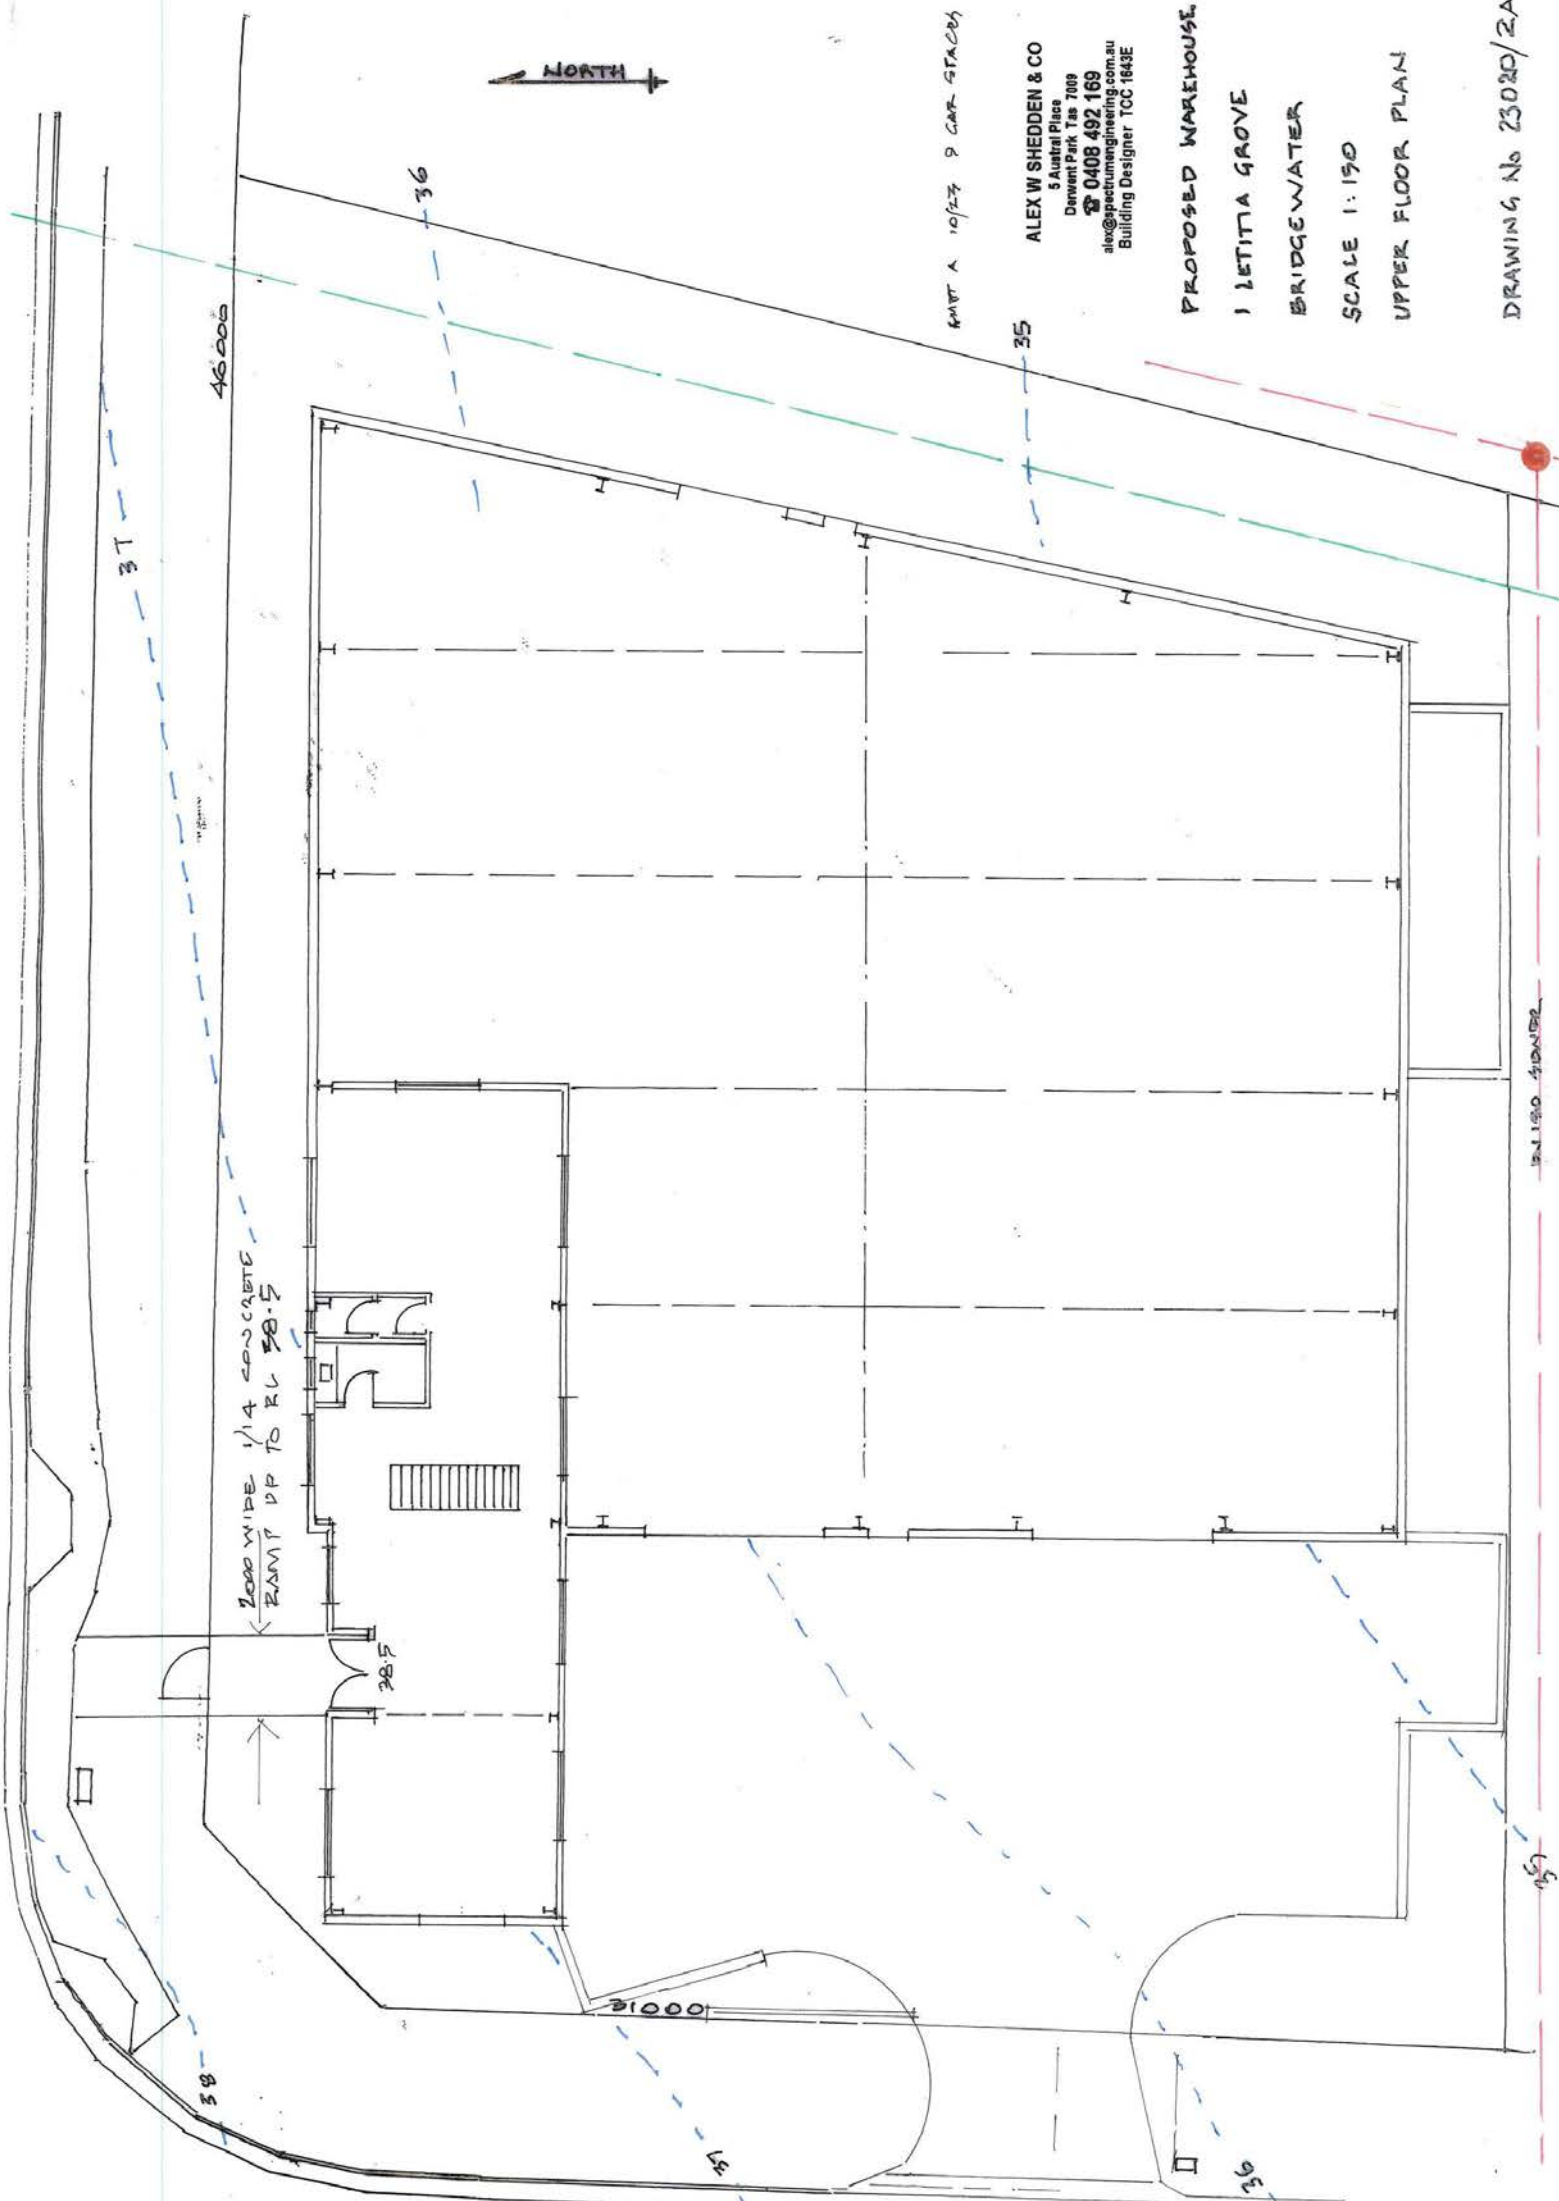 NORTH
46000
36
37
35
38
37
36
35
2000 WIDE 1/14 CONCRETE
RAMP UP TO RL 38.5
38.5
AMT A 10/23 9 CAR SPACES
ALEX W SHEDDEN & CO
5 Austral Place
Derwent Park Tas 7009
☎ 0408 492 169
alex@spectrumengineering.com.au
Building Designer TCC 1643E
PROPOSED WAREHOUSE
1 LETITIA GROVE
BRIDGEWATER
SCALE 1:150
UPPER FLOOR PLAN
DRAWING No 23020/2A